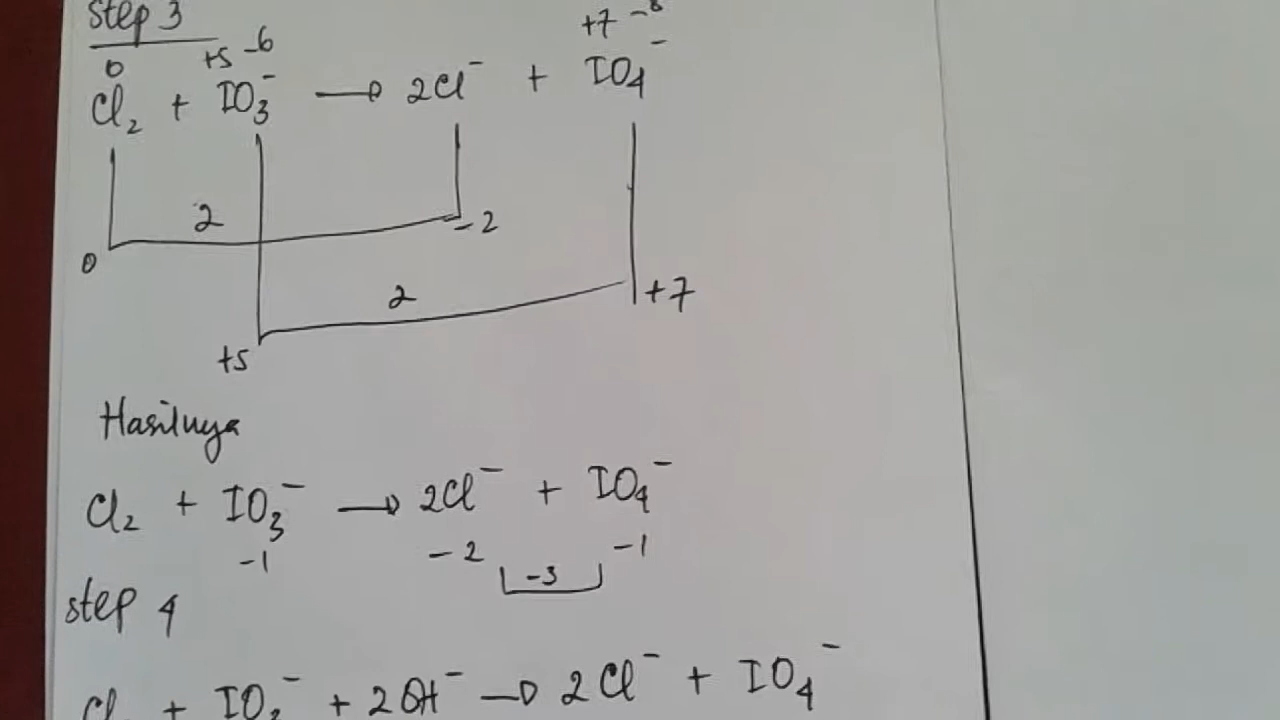 Step 3
0 +5 -6 +7 -8
Cl₂ + IO₃⁻ → 2Cl⁻ + IO₄⁻
2
-2
0
2
+7
+5
Hasilnya
Cl₂ + IO₃⁻ → 2Cl⁻ + IO₄⁻
-1 -2 -3 -1
step 4
Cl₂ + IO₃⁻ + 2OH⁻ → 2Cl⁻ + IO₄⁻